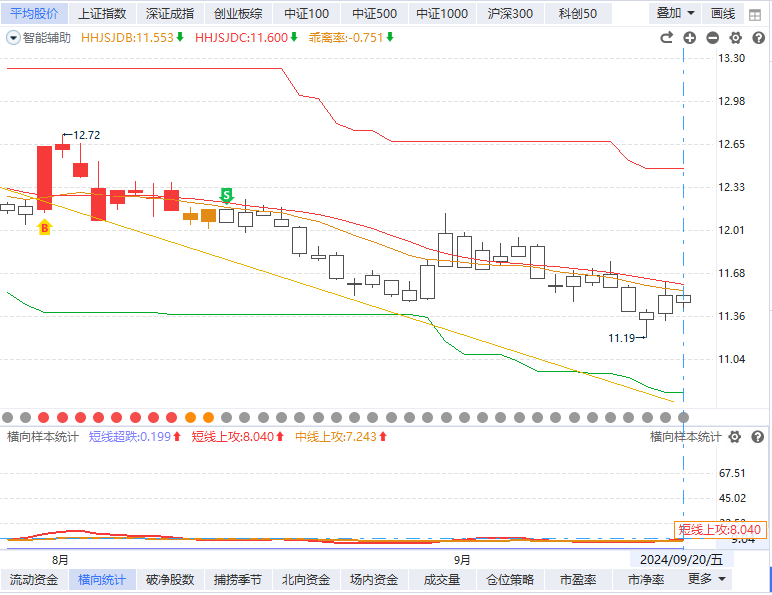 平均股价 上证指数 深证成指 创业板综 中证100 中证500 中证1000 沪深300 科创50 叠加 画线
智能辅助 HHJSJDB:11.553 HHJSJDC:11.600 乖离率:-0.751
13.30
12.98
12.72
12.65
12.33
S
12.01
B
11.68
11.36
11.19
11.04
横向样本统计 短线超跌:0.199 短线上攻:8.040 中线上攻:7.243 横向样本统计
67.51
45.02
短线上攻:8.040
8月 9月 2024/09/20/五
流动资金 横向统计 破净股数 捕捞季节 北向资金 场内资金 成交量 仓位策略 市盈率 市净率 更多